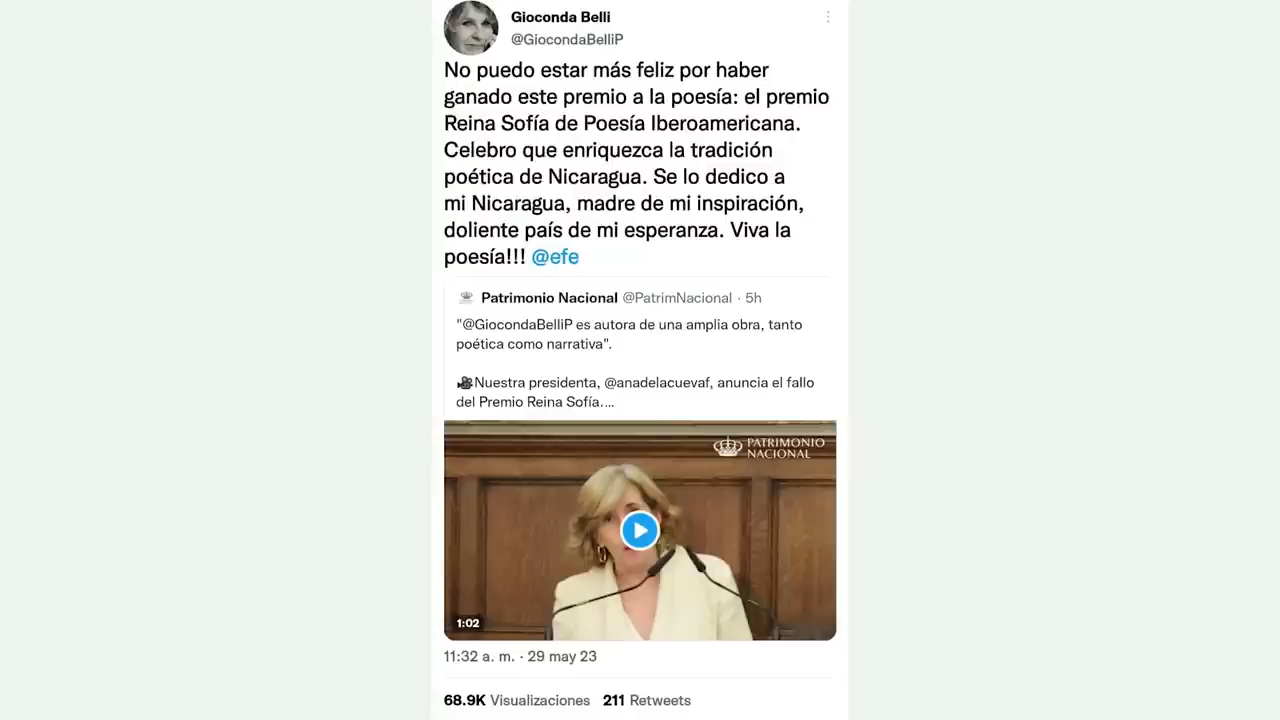 Gioconda Belli
@GiocondaBelliP
No puedo estar más feliz por haber
ganado este premio a la poesía: el premio
Reina Sofía de Poesía Iberoamericana.
Celebro que enriquezca la tradición
poética de Nicaragua. Se lo dedico a
mi Nicaragua, madre de mi inspiración,
doliente país de mi esperanza. Viva la
poesía!!! @efe
Patrimonio Nacional @PatrimNacional · 5h
"@GiocondaBelliP es autora de una amplia obra, tanto
poética como narrativa".
🎥Nuestra presidenta, @anadelacuevaf, anuncia el fallo
del Premio Reina Sofía....
PATRIMONIO
NACIONAL
1:02
11:32 a. m. · 29 may 23
68.9K Visualizaciones 211 Retweets